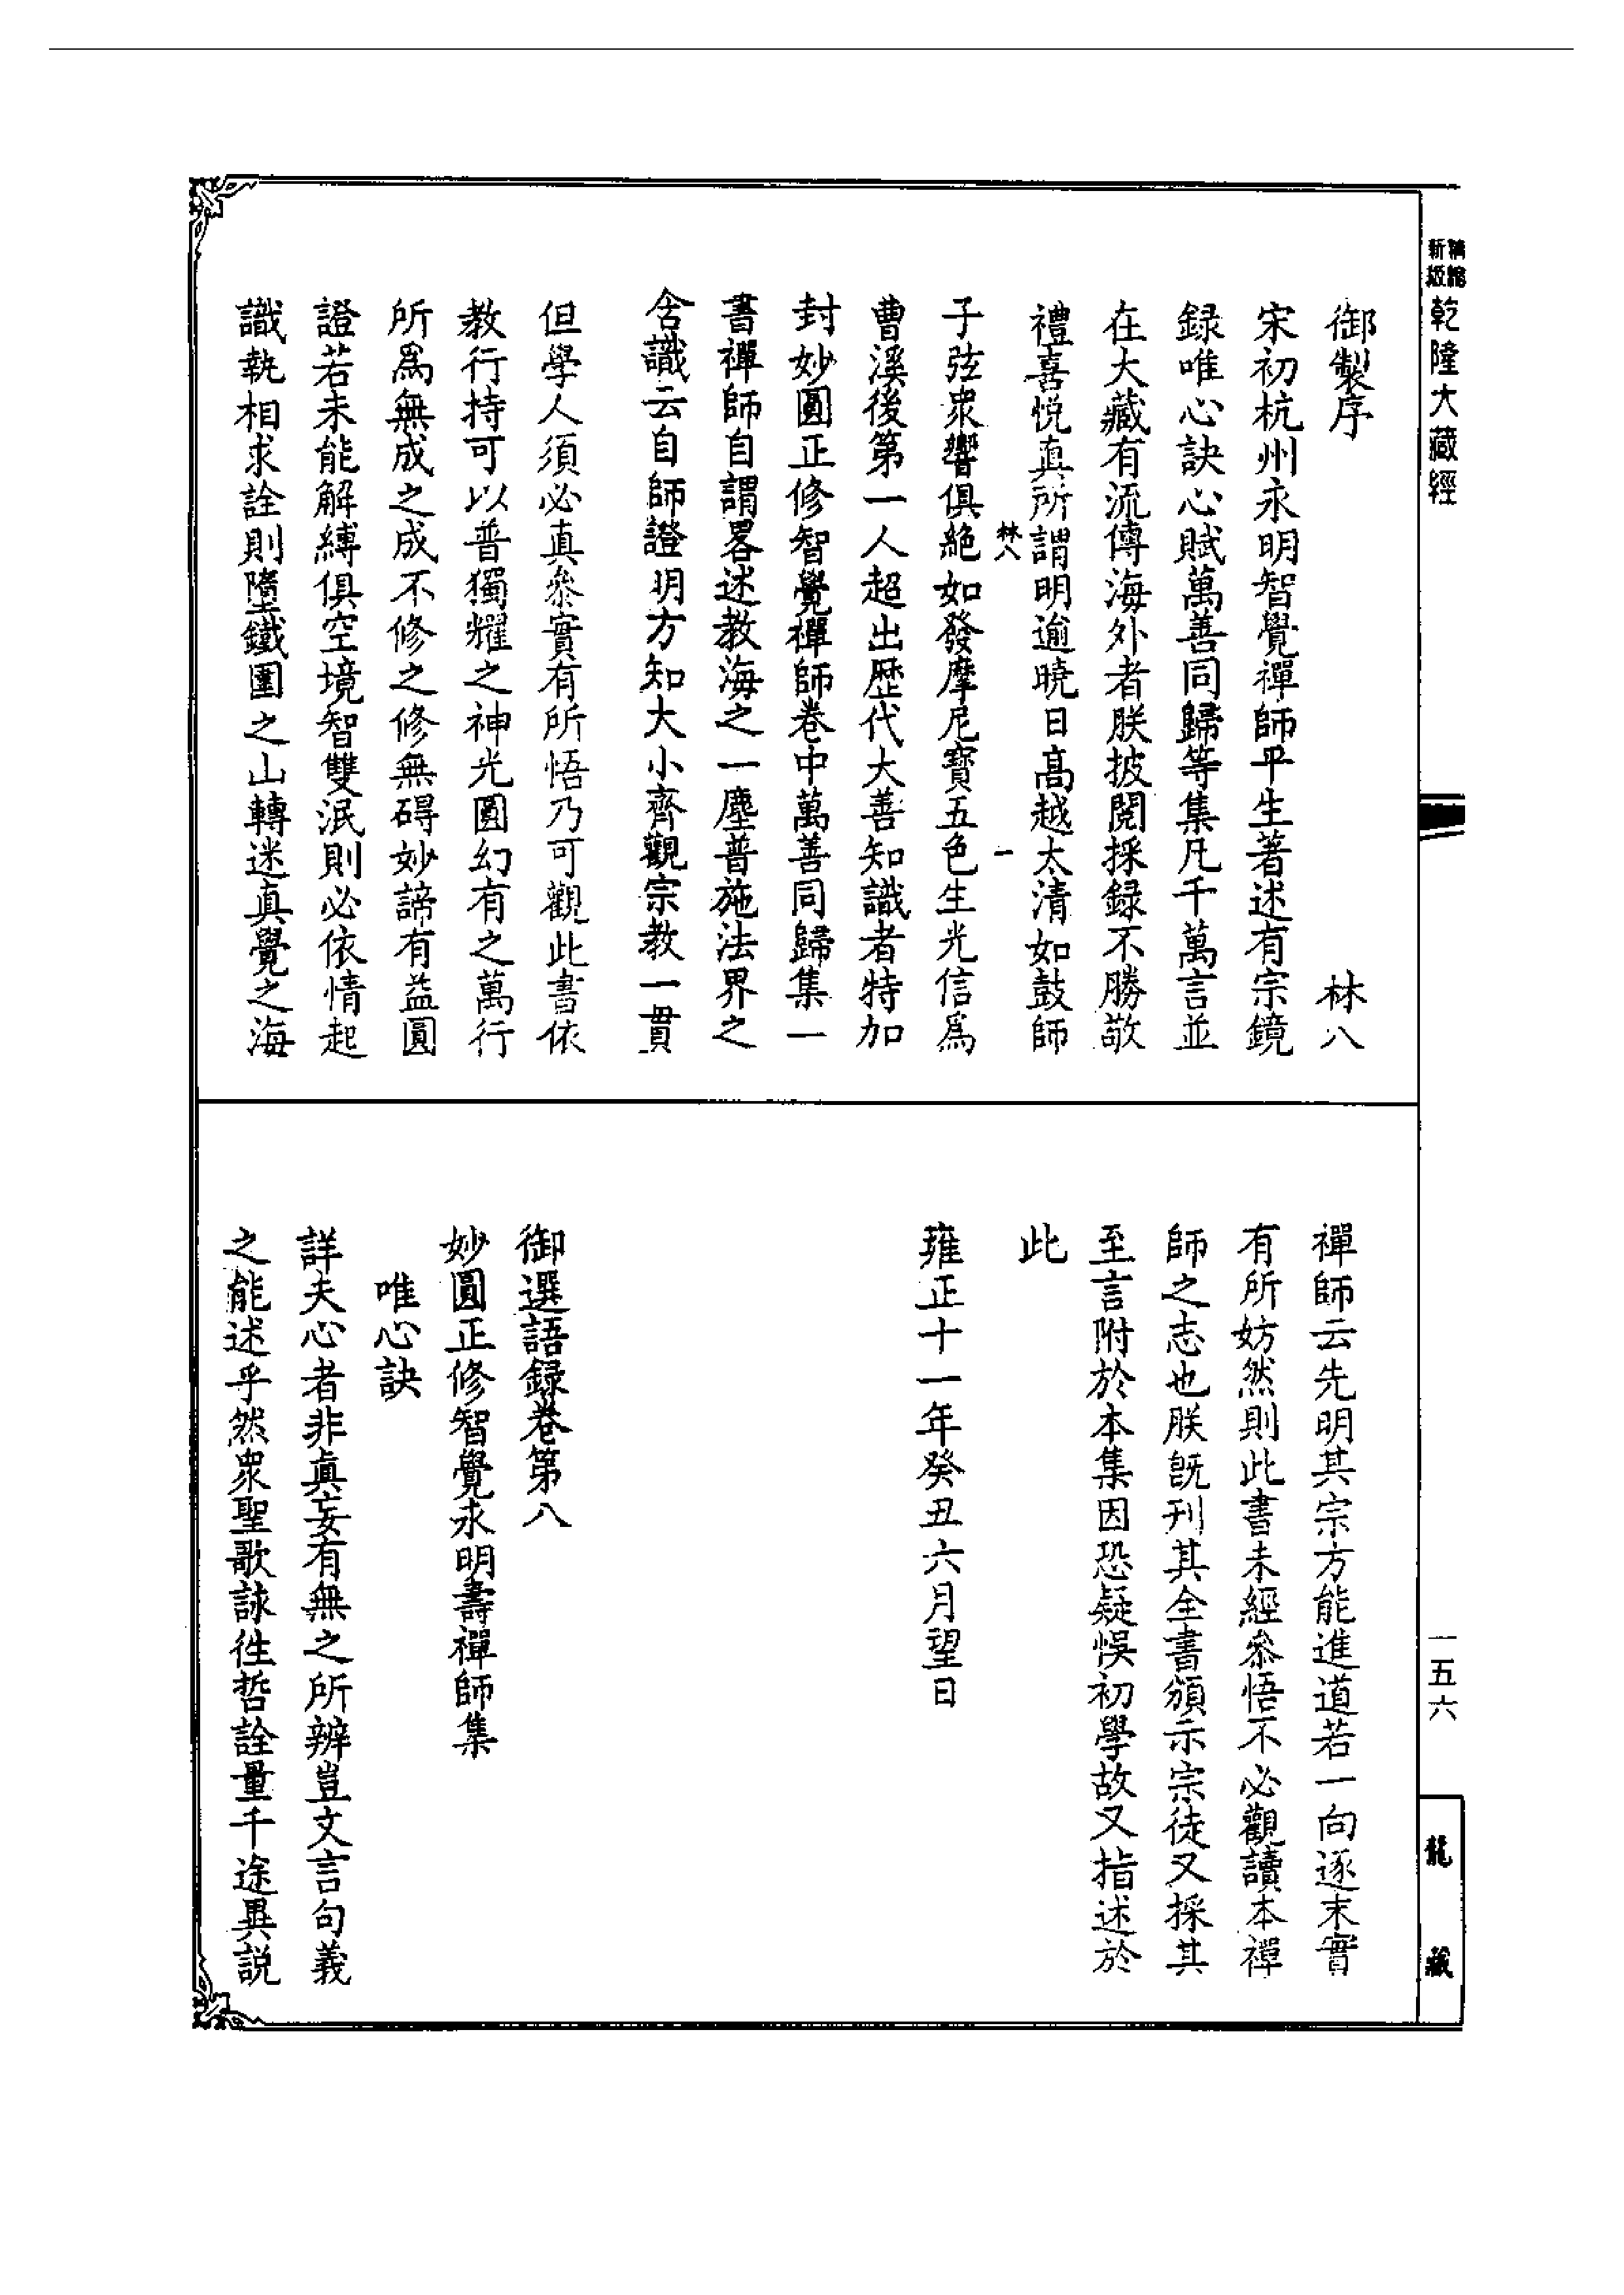 新編
縮版
乾隆大藏經
御製序　林八
宋初杭州永明智覺禪師平生著述有宗鏡
録唯心訣心賦萬善同歸等集凡千萬言並
在大藏有流傳海外者朕披閱採録不勝敬
禮喜悅真所謂明逾曉日高越太清如鼓師
林八　一
子弦衆響俱絶如發摩尼寶五色生光信爲
曹溪後第一人超出歷代大善知識者特加
封妙圓正修智覺禪師卷中萬善同歸集一
書禪師自謂畧述教海之一塵普施法界之
含識云自師證明方知大小齊觀宗教一貫
但學人須必真叅實有所悟乃可觀此書依
教行持可以普獨耀之神光圓幻有之萬行
所爲無成之成不修之修無碍妙諦有益圓
證若未能解縛俱空境智雙泯則必依情起
識執相求詮則墮鐵圍之山轉迷真覺之海
禪師云先明其宗方能進道若一向逐末實
有所妨然則此書未經叅悟不必觀讀本禪
師之志也朕旣刊其全書頒示宗徒又採其
至言附於本集因恐疑悞初學故又指述於
此
雍正十一年癸丑六月望日
御選語録卷第八
妙圓正修智覺永明壽禪師集
唯心訣
詳夫心者非真妄有無之所辨豈文言句義
之能述乎然衆聖歌詠徃哲詮量千途異説
一五六
龍藏